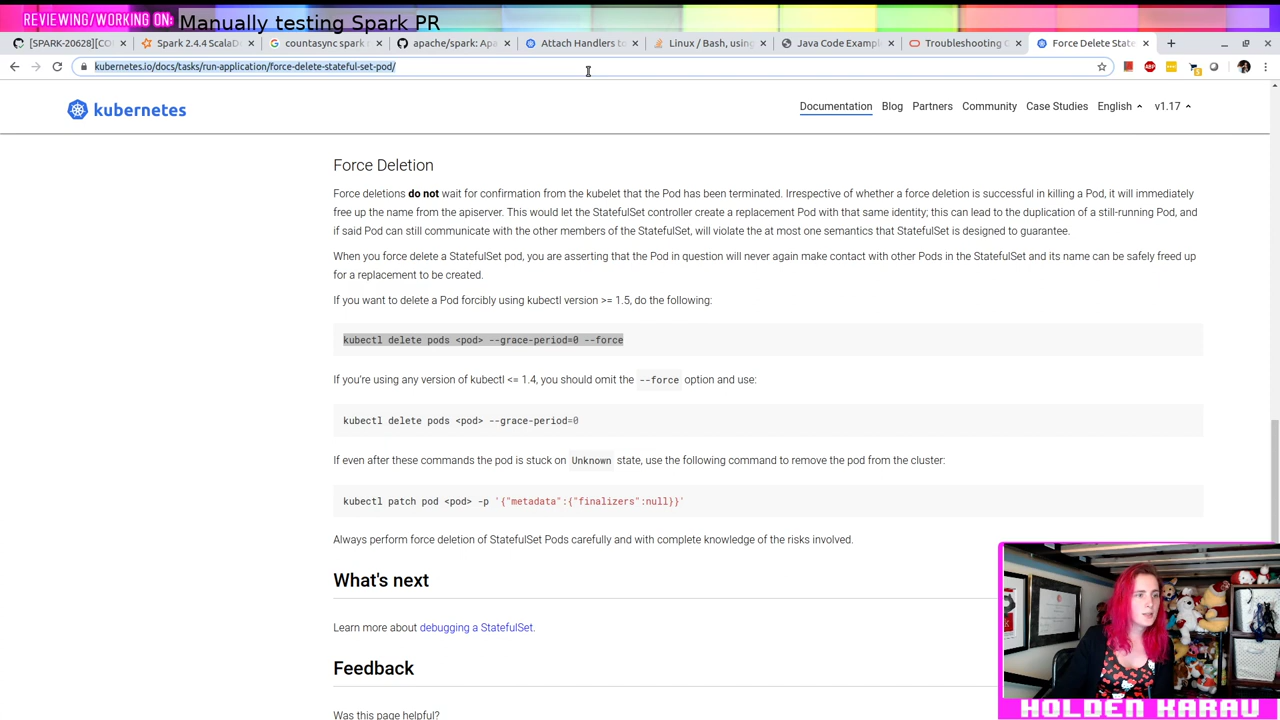 REVIEWING/WORKING ON: Manually testing Spark PR
[SPARK-20628][CO
Spark 2.4.4 ScalaD
countasync spark r
apache/spark: Apa
Attach Handlers to
Linux / Bash, using
Java Code Example
Troubleshooting C
Force Delete State
kubernetes.io/docs/tasks/run-application/force-delete-stateful-set-pod/
ABP
5
kubernetes
Documentation Blog Partners Community Case Studies English v1.17
Force Deletion
Force deletions do not wait for confirmation from the kubelet that the Pod has been terminated. Irrespective of whether a force deletion is successful in killing a Pod, it will immediately
free up the name from the apiserver. This would let the StatefulSet controller create a replacement Pod with that same identity; this can lead to the duplication of a still-running Pod, and
if said Pod can still communicate with the other members of the StatefulSet, will violate the at most one semantics that StatefulSet is designed to guarantee.
When you force delete a StatefulSet pod, you are asserting that the Pod in question will never again make contact with other Pods in the StatefulSet and its name can be safely freed up
for a replacement to be created.
If you want to delete a Pod forcibly using kubectl version >= 1.5, do the following:
kubectl delete pods <pod> --grace-period=0 --force
If you're using any version of kubectl <= 1.4, you should omit the --force option and use:
kubectl delete pods <pod> --grace-period=0
If even after these commands the pod is stuck on Unknown state, use the following command to remove the pod from the cluster:
kubectl patch pod <pod> -p '{"metadata":{"finalizers":null}}'
Always perform force deletion of StatefulSet Pods carefully and with complete knowledge of the risks involved.
What's next
Learn more about debugging a StatefulSet.
Feedback
Was this page helpful?
HOLDEN KARAU